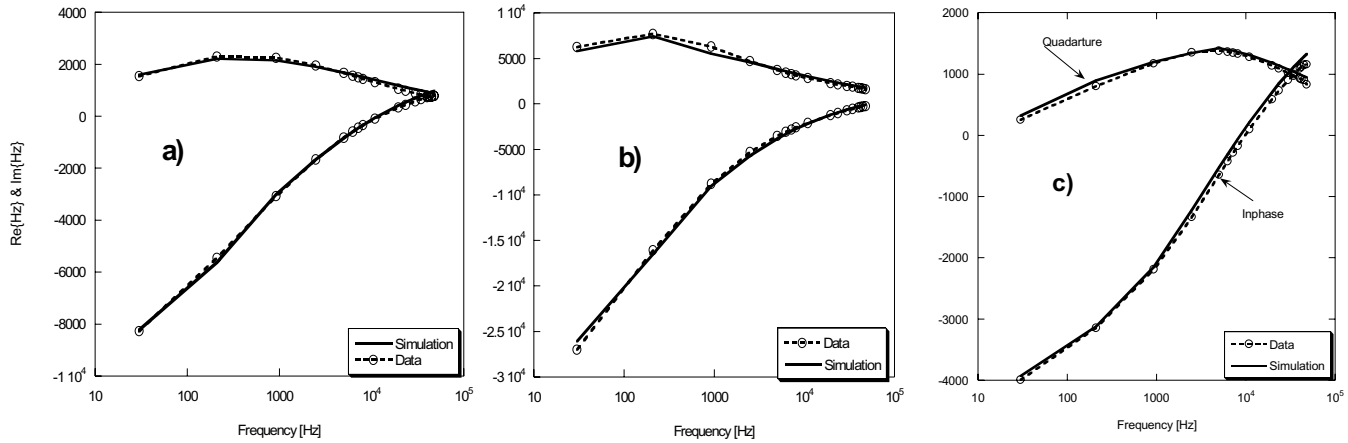 Re{Hz} & Im{Hz}
4000
2000
0
-2000
-4000
-6000
-8000
-1 10⁴
a)
Simulation
Data
10
100
1000
10⁴
10⁵
Frequency [Hz]
1 10⁴
5000
0
-5000
-1 10⁴
-1.5 10⁴
-2 10⁴
-2.5 10⁴
-3 10⁴
b)
Data
Simulation
10
100
1000
10⁴
10⁵
Frequency [Hz]
2000
1000
0
-1000
-2000
-3000
-4000
Quadarture
c)
Inphase
Data
Simulation
10
100
1000
10⁴
10⁵
Frequency [Hz]